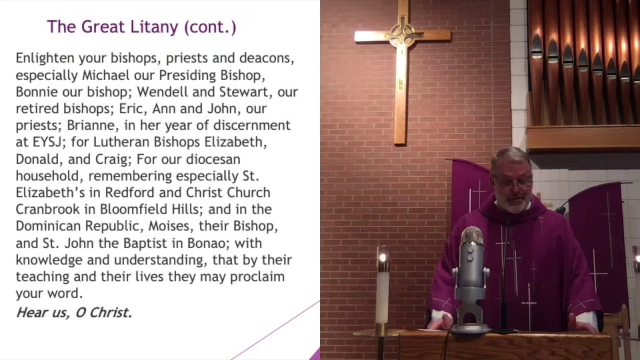 The Great Litany (cont.)
Enlighten your bishops, priests and deacons,
especially Michael our Presiding Bishop,
Bonnie our bishop; Wendell and Stewart, our
retired bishops; Eric, Ann and John, our
priests; Brianne, in her year of discernment
at EYSJ; for Lutheran Bishops Elizabeth,
Donald, and Craig; For our diocesan
household, remembering especially St.
Elizabeth's in Redford and Christ Church
Cranbrook in Bloomfield Hills; and in the
Dominican Republic, Moises, their Bishop,
and St. John the Baptist in Bonao; with
knowledge and understanding, that by their
teaching and their lives they may proclaim
your word.
Hear us, O Christ.